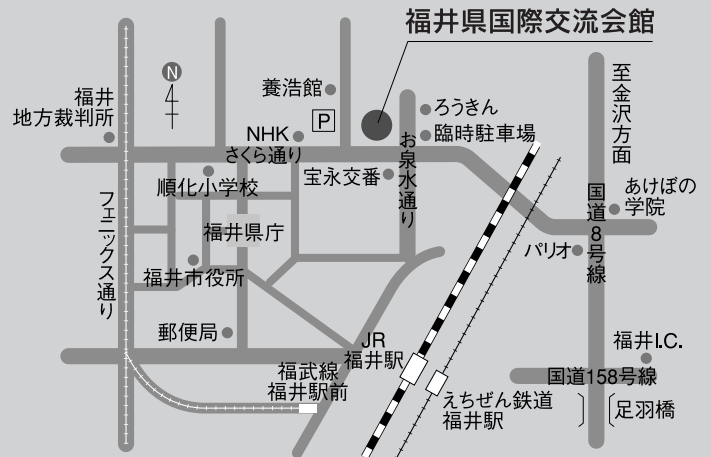 福井県国際交流会館
至金沢方面
養浩館
福井
地方裁判所
N
P
ろうきん
臨時駐車場
NHK
さくら通り
お泉水通り
宝永交番
順化小学校
国道8号線
あけぼの
学院
フェニックス通り
福井県庁
パリオ
福井市役所
郵便局
JR
福井駅
福井I.C.
福武線
福井駅前
国道158号線
えちぜん鉄道
福井駅
足羽橋